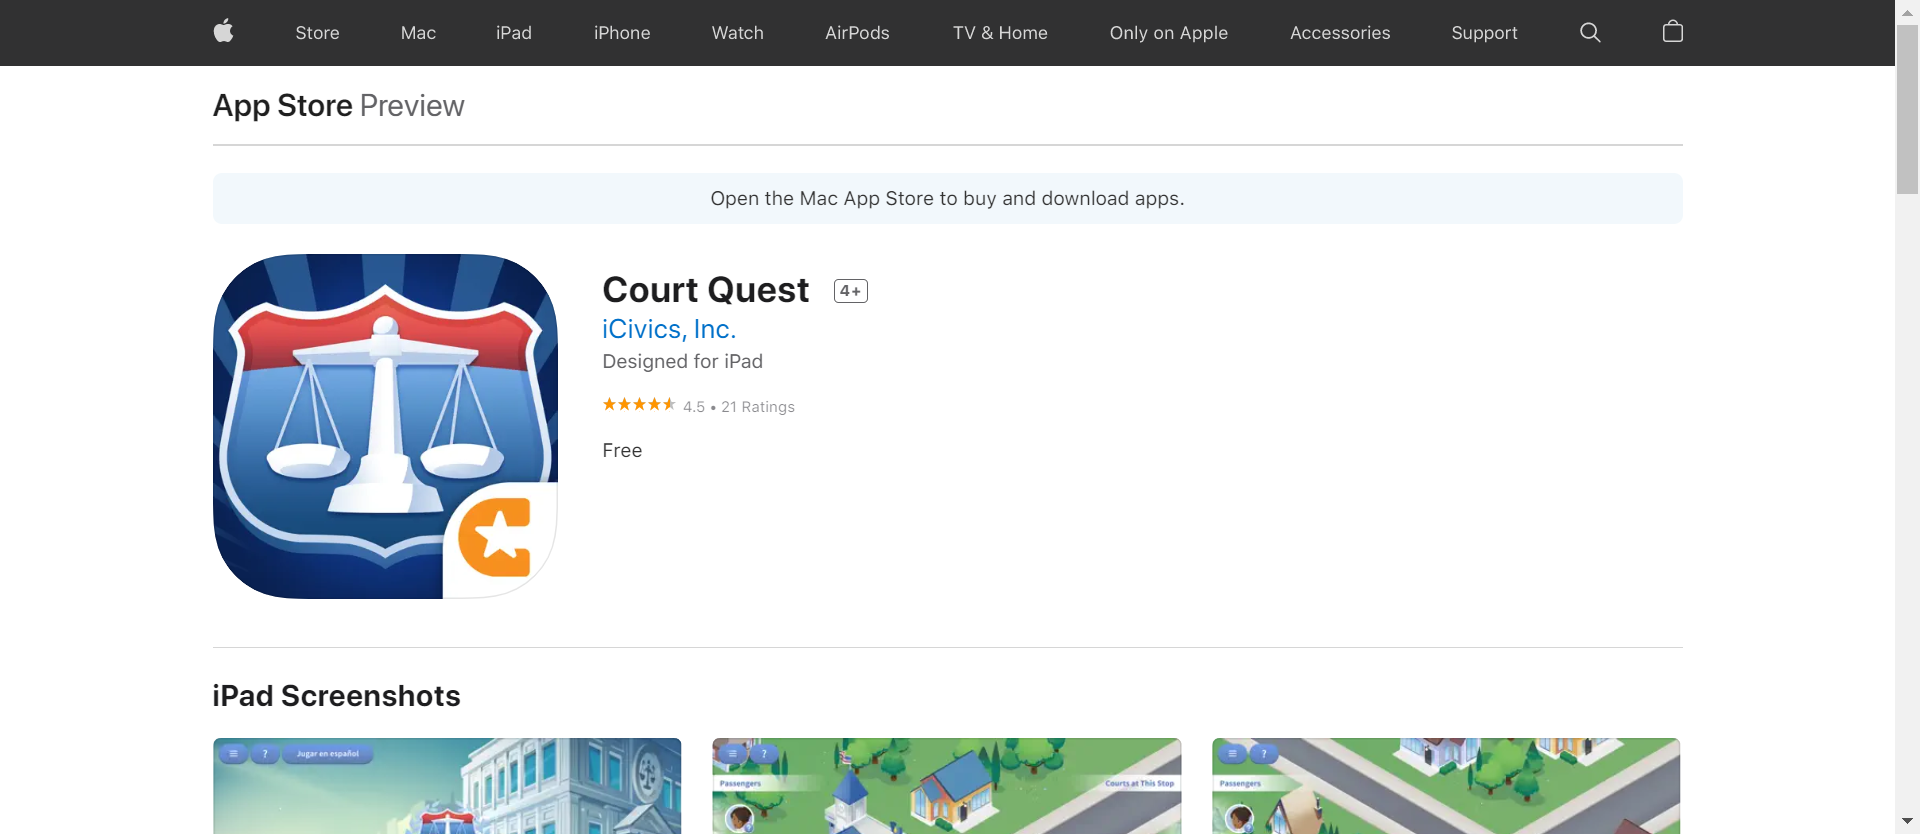 Store Mac iPad iPhone Watch AirPods TV & Home Only on Apple Accessories Support
App Store Preview
Open the Mac App Store to buy and download apps.
Court Quest 4+
iCivics, Inc.
Designed for iPad
4.5 • 21 Ratings
Free
iPad Screenshots
? Jugar en español
?
Passengers Courts at This Stop
?
Passengers